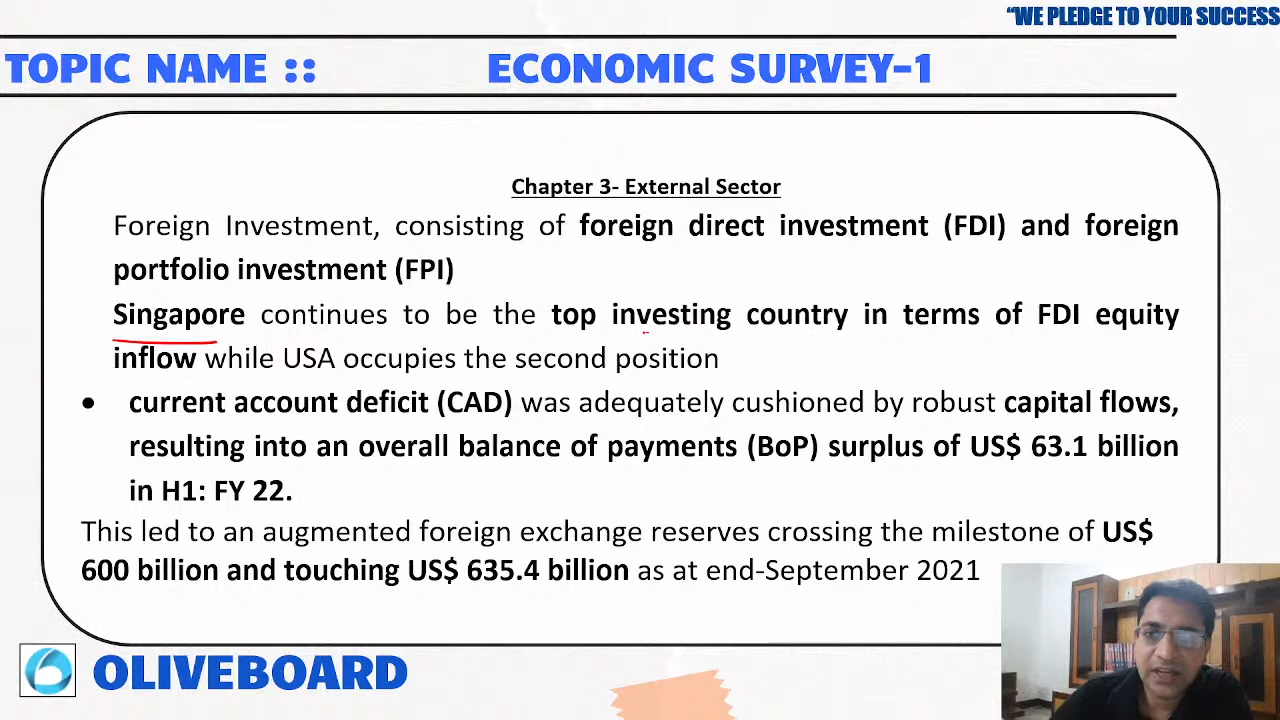 “WE PLEDGE TO YOUR SUCCESS
TOPIC NAME :: ECONOMIC SURVEY-1
Chapter 3- External Sector
Foreign Investment, consisting of foreign direct investment (FDI) and foreign
portfolio investment (FPI)
Singapore continues to be the top investing country in terms of FDI equity
inflow while USA occupies the second position
• current account deficit (CAD) was adequately cushioned by robust capital flows,
resulting into an overall balance of payments (BoP) surplus of US$ 63.1 billion
in H1: FY 22.
This led to an augmented foreign exchange reserves crossing the milestone of US$
600 billion and touching US$ 635.4 billion as at end-September 2021
OLIVEBOARD